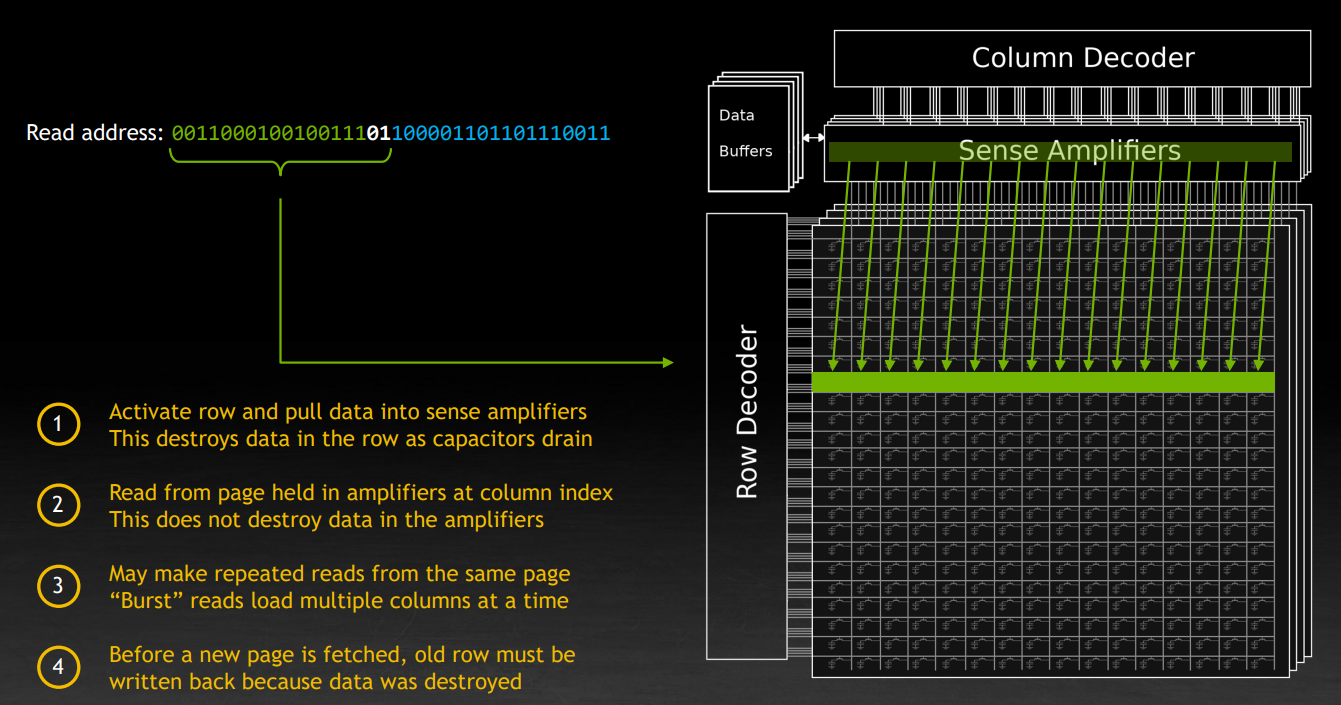 Read address: 001100010010011101100001101101110011
Column Decoder
Data
Buffers
Sense Amplifiers
Row Decoder
1 Activate row and pull data into sense amplifiers
This destroys data in the row as capacitors drain
2 Read from page held in amplifiers at column index
This does not destroy data in the amplifiers
3 May make repeated reads from the same page
“Burst” reads load multiple columns at a time
4 Before a new page is fetched, old row must be
written back because data was destroyed